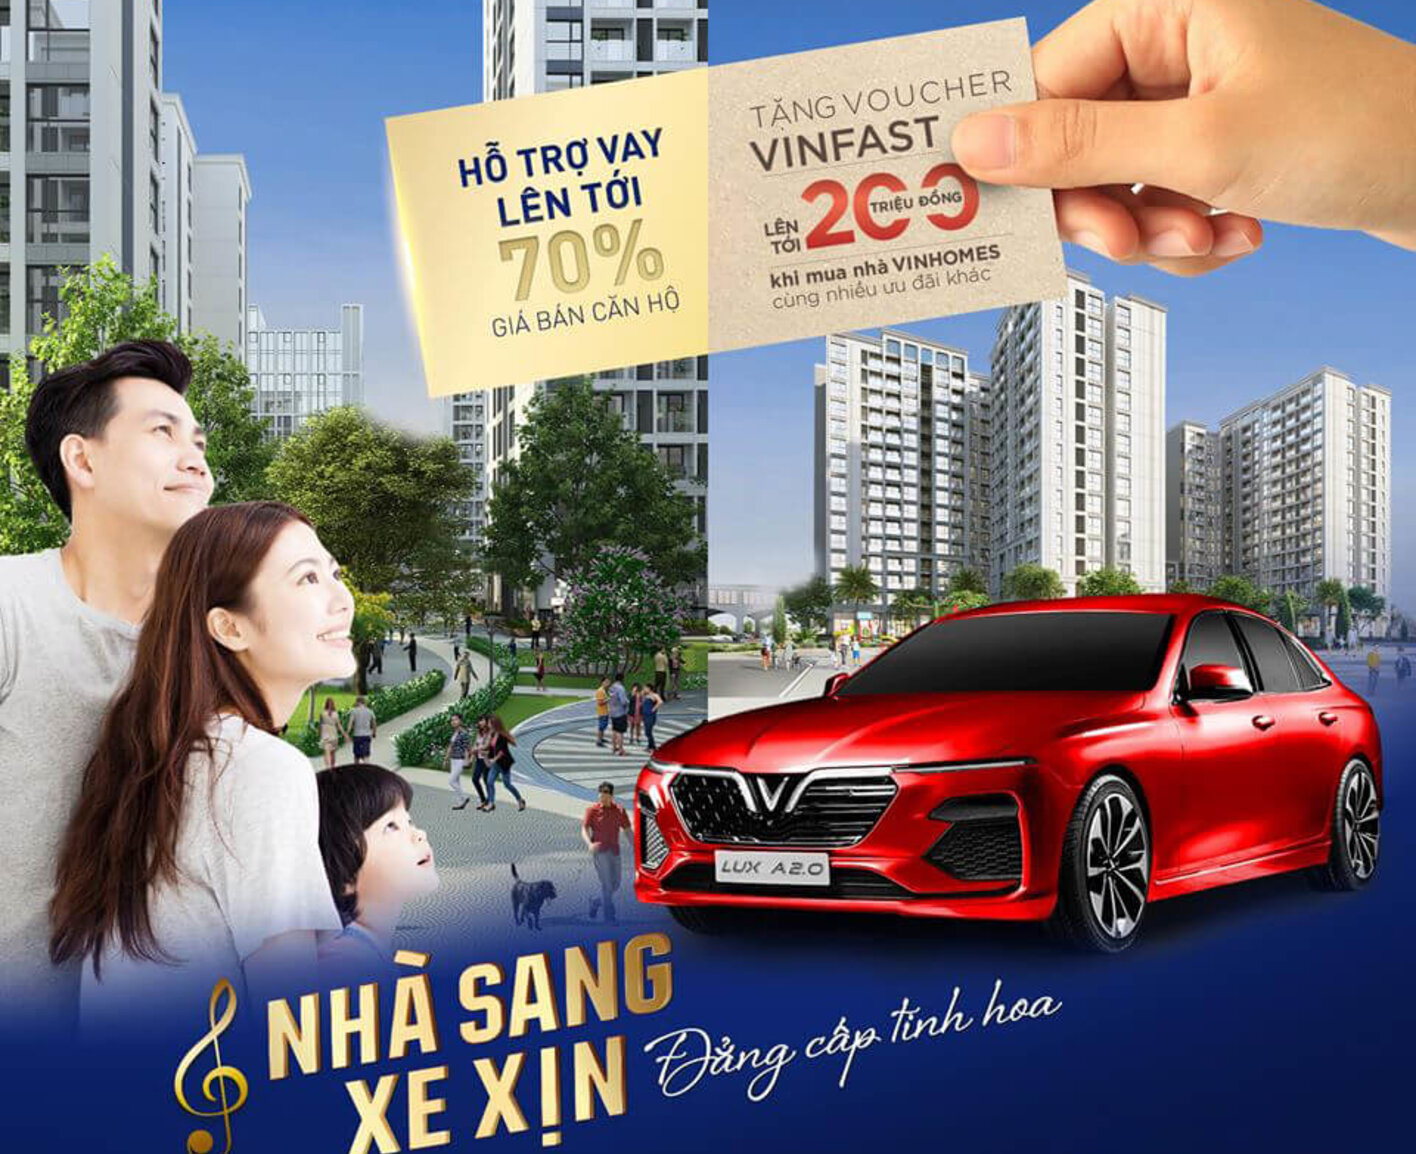 HỖ TRỢ VAY
LÊN TỚI
70%
GIÁ BÁN CĂN HỘ
TẶNG VOUCHER
VINFAST
LÊN TỚI 200 TRIỆU ĐỒNG
khi mua nhà VINHOMES
cùng nhiều ưu đãi khác
LUX A2.0
NHÀ SANG
XE XỊN
Đẳng cấp tinh hoa